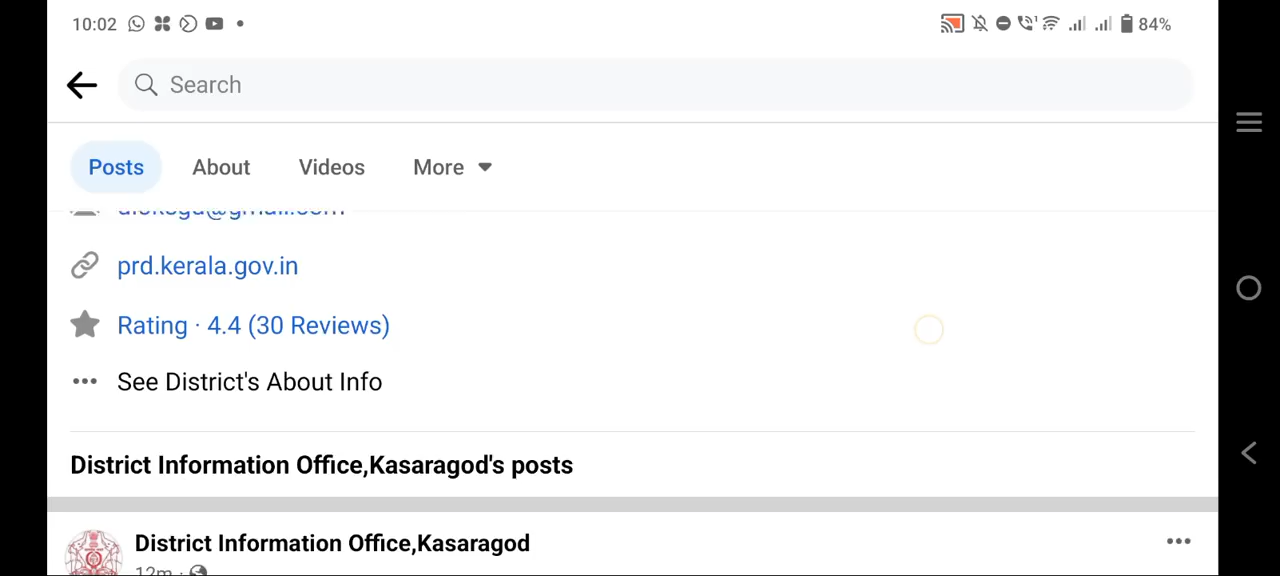 10:02
84%
Search
Posts About Videos More
prd.kerala.gov.in
Rating · 4.4 (30 Reviews)
See District's About Info
District Information Office,Kasaragod's posts
District Information Office,Kasaragod
12m ·